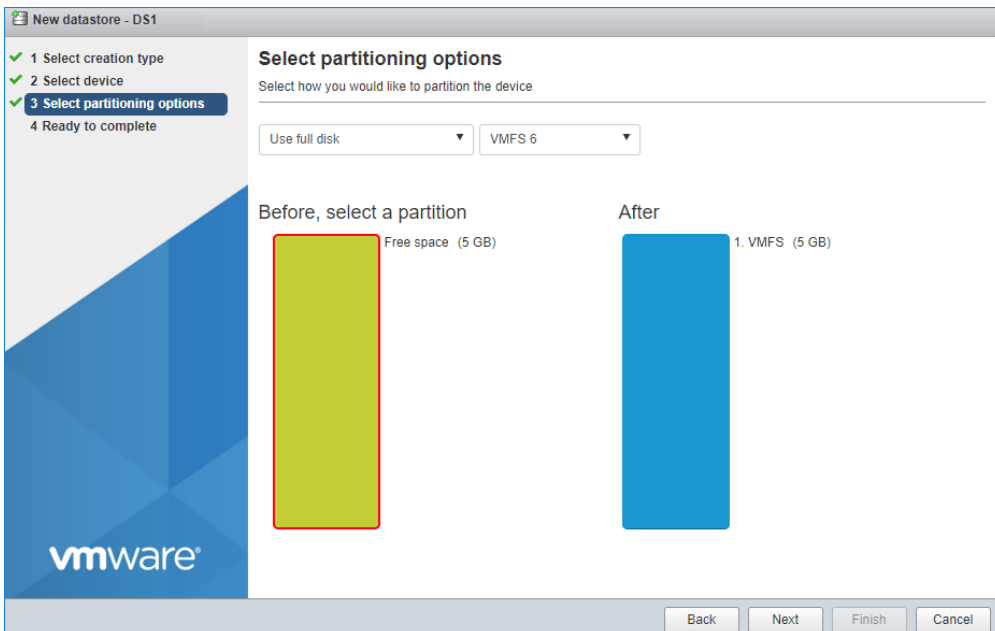 New datastore - DS1
1 Select creation type
2 Select device
3 Select partitioning options
4 Ready to complete
Select partitioning options
Select how you would like to partition the device
Use full disk
VMFS 6
Before, select a partition
After
Free space (5 GB)
1. VMFS (5 GB)
vmware®
Back
Next
Finish
Cancel